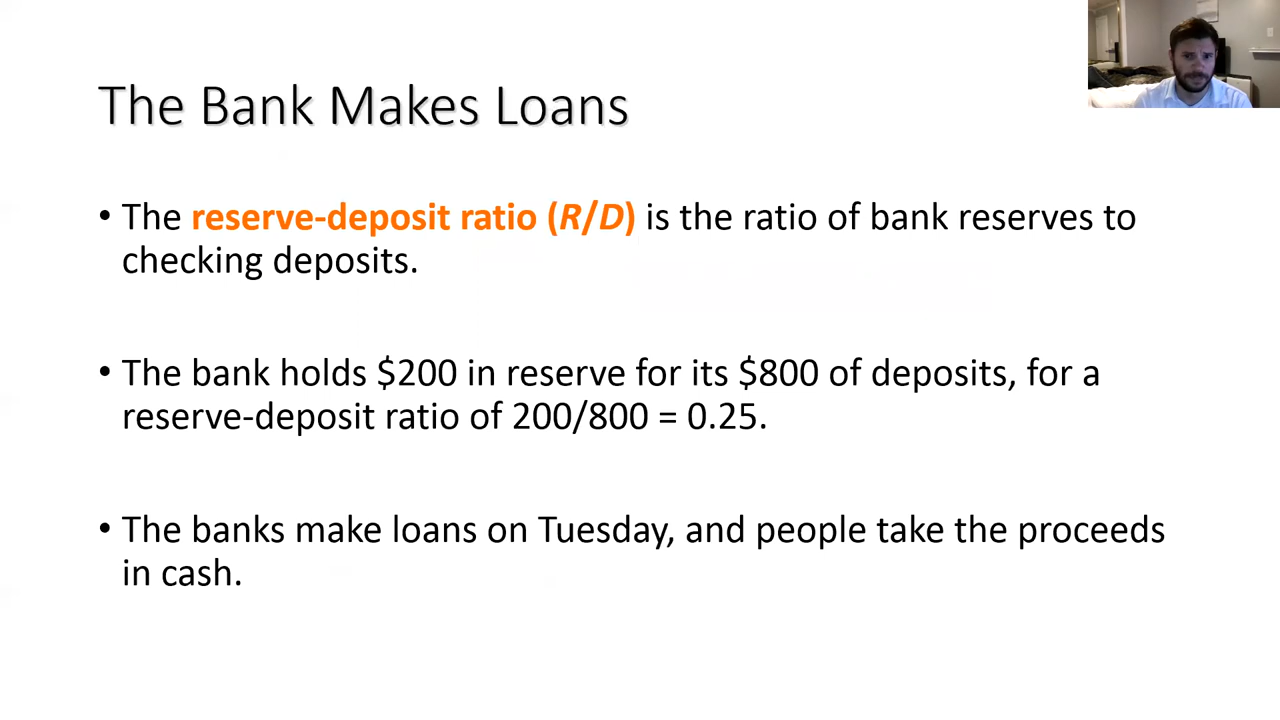 The Bank Makes Loans
• The reserve-deposit ratio (R/D) is the ratio of bank reserves to
checking deposits.
• The bank holds $200 in reserve for its $800 of deposits, for a
reserve-deposit ratio of 200/800 = 0.25.
• The banks make loans on Tuesday, and people take the proceeds
in cash.